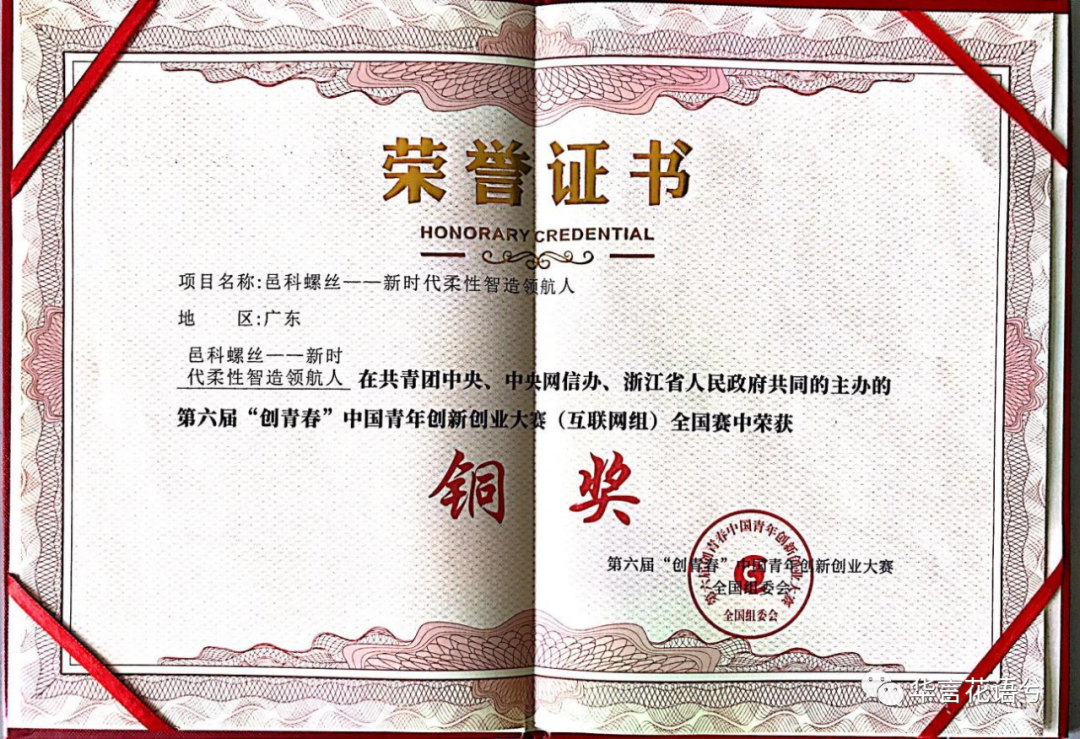 荣誉证书
HONORARY CREDENTIAL
项目名称:邑科螺丝——新时代柔性智造领航人
地 区:广东
邑科螺丝——新时
代柔性智造领航人 在共青团中央、中央网信办、浙江省人民政府共同的主办的
第六届“创青春”中国青年创新创业大赛（互联网组）全国赛中荣获
铜 奖
第六届“创青春”中国青年创新创业大赛
全国组委会
第六届创青春中国青年创新创业大赛
全国组委会
华言花语兮